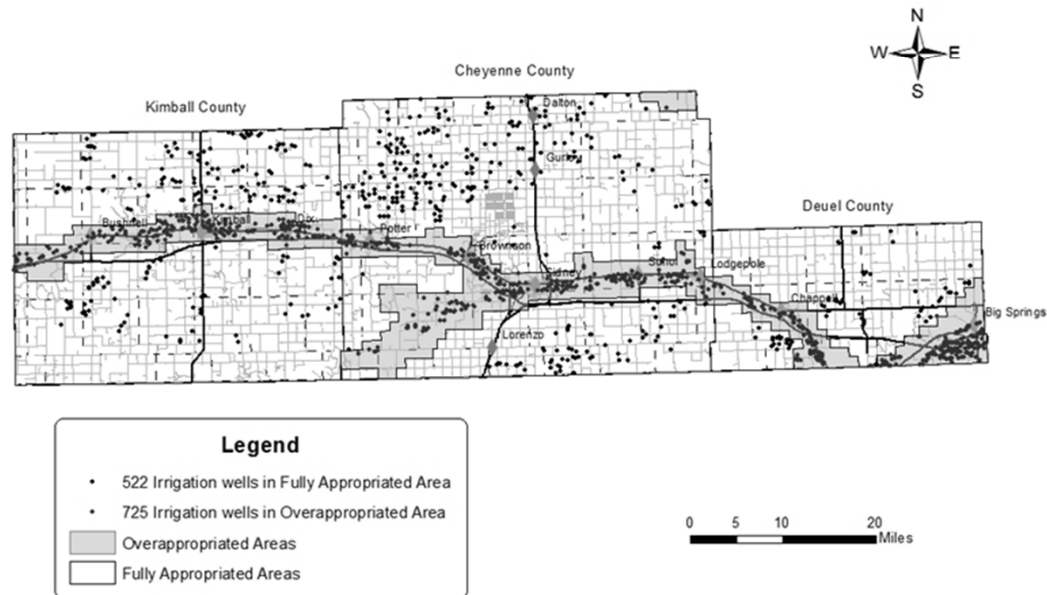 N
W E
S
Cheyenne County
Kimball County
Dalton
Gurley
Deuel County
Bushnell
Kimball
Dix
Potter
Brownson
Sidney
Sunol
Lodgepole
Chappell
Big Springs
Lorenzo
Legend
522 Irrigation wells in Fully Appropriated Area
725 Irrigation wells in Overappropriated Area
Overappropriated Areas
Fully Appropriated Areas
0 5 10 20
Miles